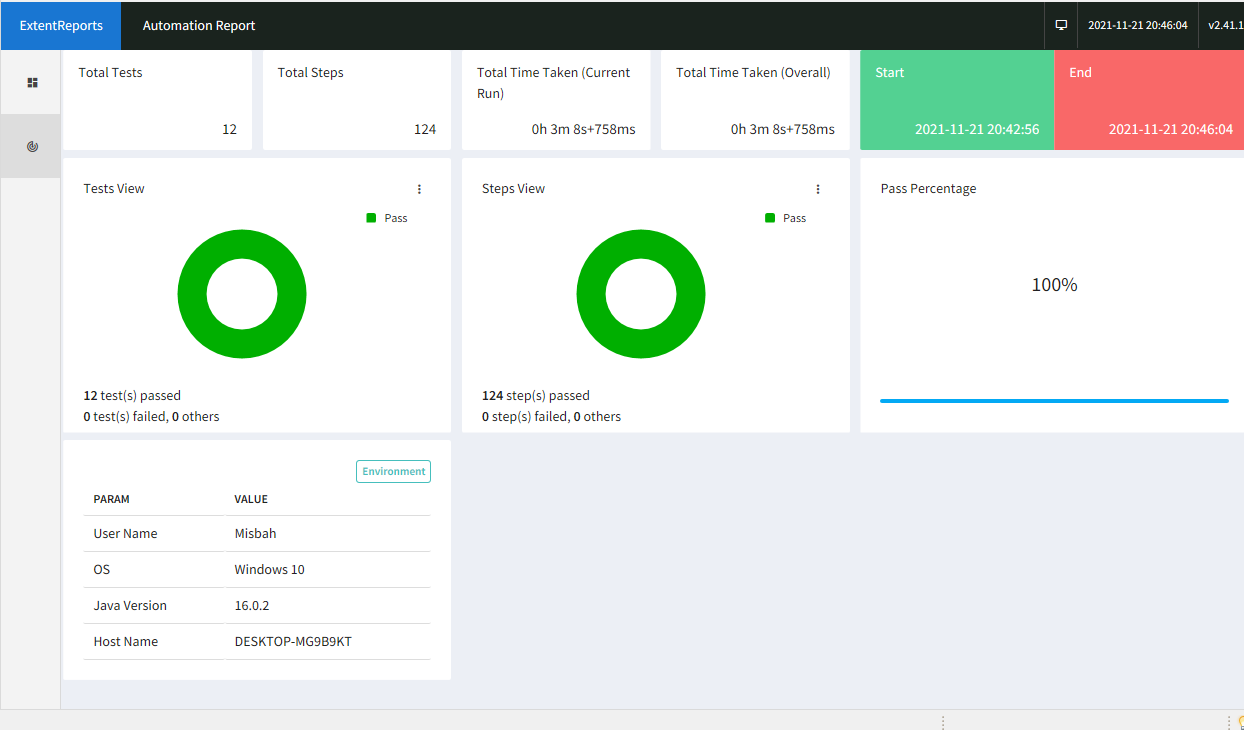 ExtentReports
Automation Report
2021-11-21 20:46:04
v2.41.1
Total Tests
12
Total Steps
124
Total Time Taken (Current
Run)
0h 3m 8s+758ms
Total Time Taken (Overall)
0h 3m 8s+758ms
Start
2021-11-21 20:42:56
End
2021-11-21 20:46:04
Tests View
Pass
12 test(s) passed
0 test(s) failed, 0 others
Steps View
Pass
124 step(s) passed
0 step(s) failed, 0 others
Pass Percentage
100%
Environment
PARAM VALUE
User Name Misbah
OS Windows 10
Java Version 16.0.2
Host Name DESKTOP-MG9B9KT